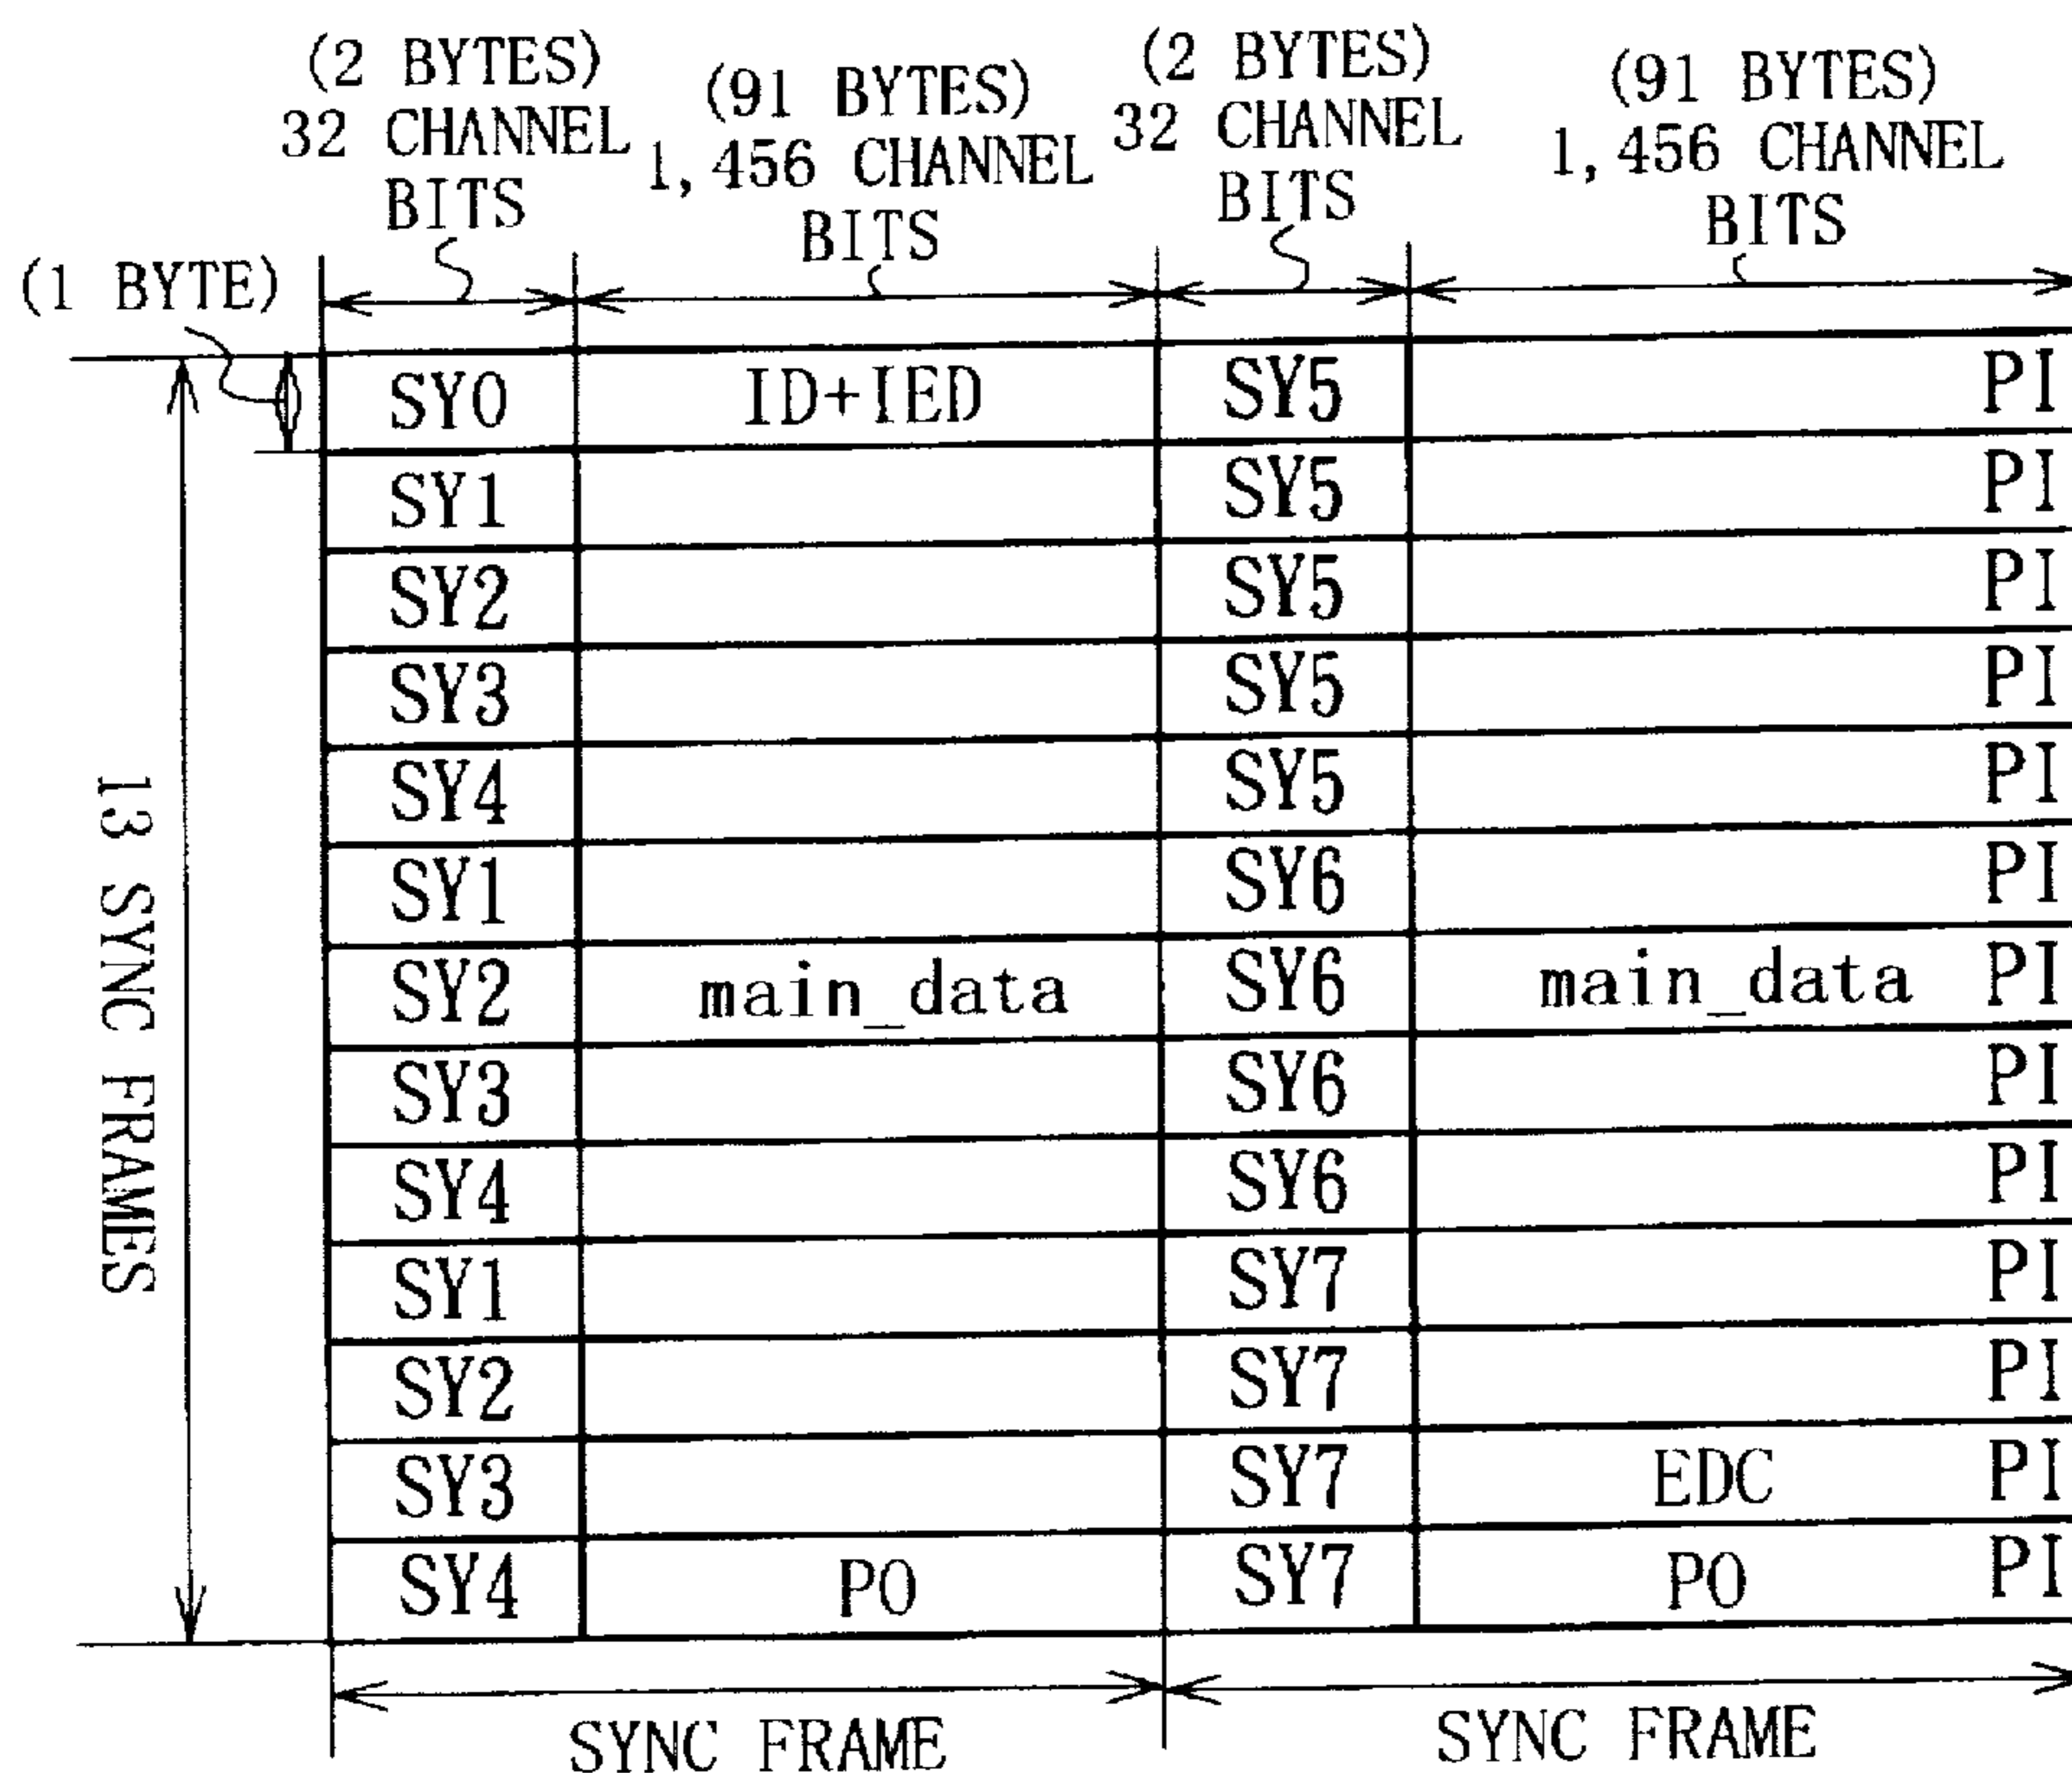 (2 BYTES)
32 CHANNEL
BITS
(91 BYTES)
1,456 CHANNEL
BITS
(2 BYTES)
32 CHANNEL
BITS
(91 BYTES)
1,456 CHANNEL
BITS
(1 BYTE)
SY0 ID+IED SY5 PI
SY1 SY5 PI
SY2 SY5 PI
SY3 SY5 PI
SY4 SY5 PI
SY1 SY6 PI
SY2 main_data SY6 main_data PI
SY3 SY6 PI
SY4 SY6 PI
SY1 SY7 PI
SY2 SY7 PI
SY3 SY7 EDC PI
SY4 PO SY7 PO PI
13 SYNC FRAMES
SYNC FRAME SYNC FRAME